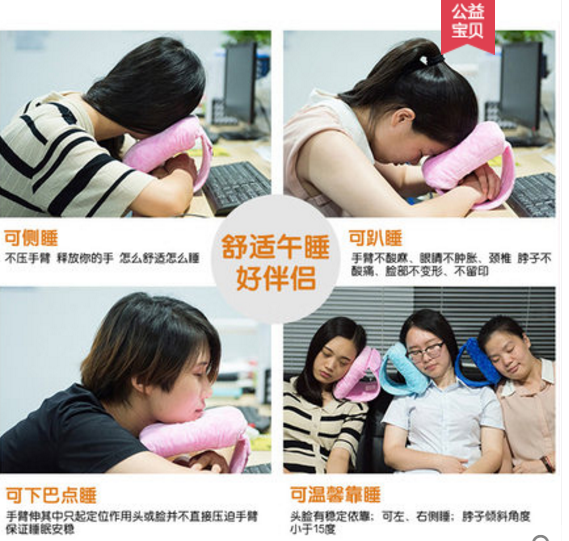 公益
宝贝
可侧睡
不压手臂 释放你的手 怎么舒适怎么睡
可趴睡
手臂不酸麻、眼睛不肿胀、颈椎 脖子不
酸痛、脸部不变形、不留印
舒适午睡
好伴侣
可下巴点睡
手臂伸其中只起定位作用头或脸并不直接压迫手臂
保证睡眠安稳
可温馨靠睡
头脸有稳定依靠；可左、右侧睡；脖子倾斜角度
小于15度